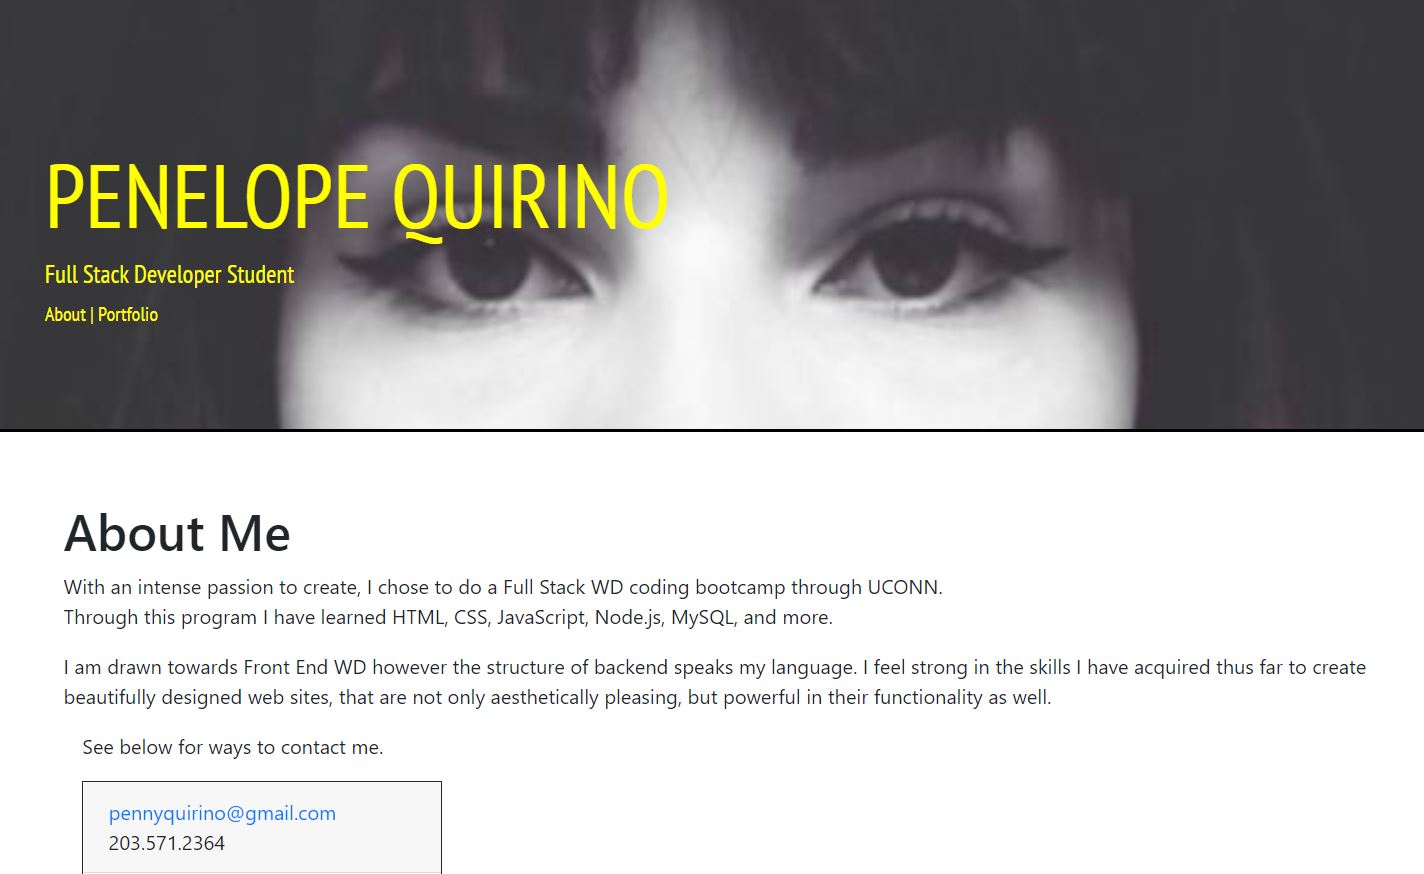 PENELOPE QUIRINO
Full Stack Developer Student
About | Portfolio
About Me
With an intense passion to create, I chose to do a Full Stack WD coding bootcamp through UCONN.
Through this program I have learned HTML, CSS, JavaScript, Node.js, MySQL, and more.
I am drawn towards Front End WD however the structure of backend speaks my language. I feel strong in the skills I have acquired thus far to create
beautifully designed web sites, that are not only aesthetically pleasing, but powerful in their functionality as well.
See below for ways to contact me.
pennyquirino@gmail.com
203.571.2364